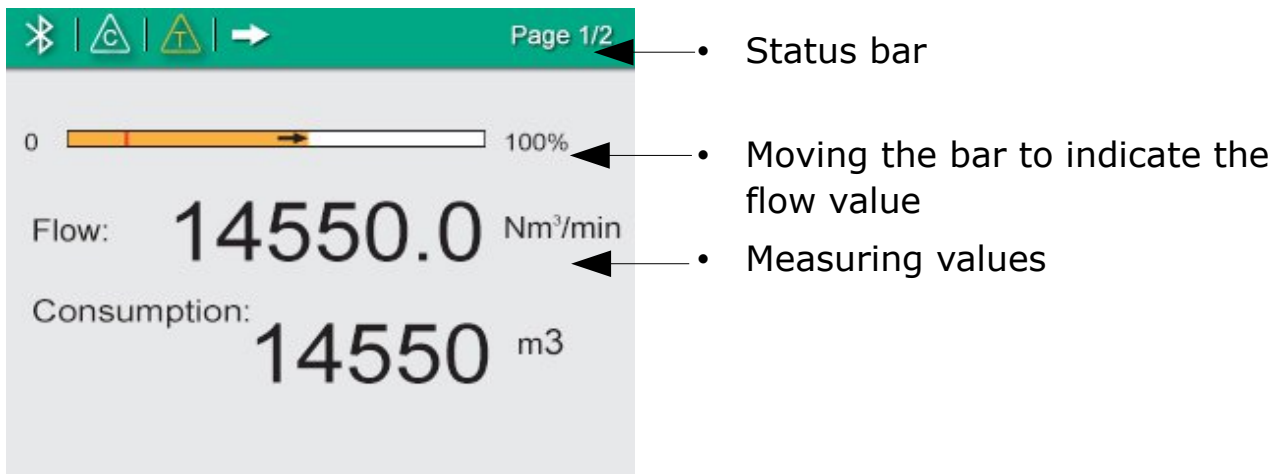 C T Page 1/2
• Status bar
0 100%
• Moving the bar to indicate the
flow value
Flow: 14550.0 Nm³/min
• Measuring values
Consumption:
14550 m3